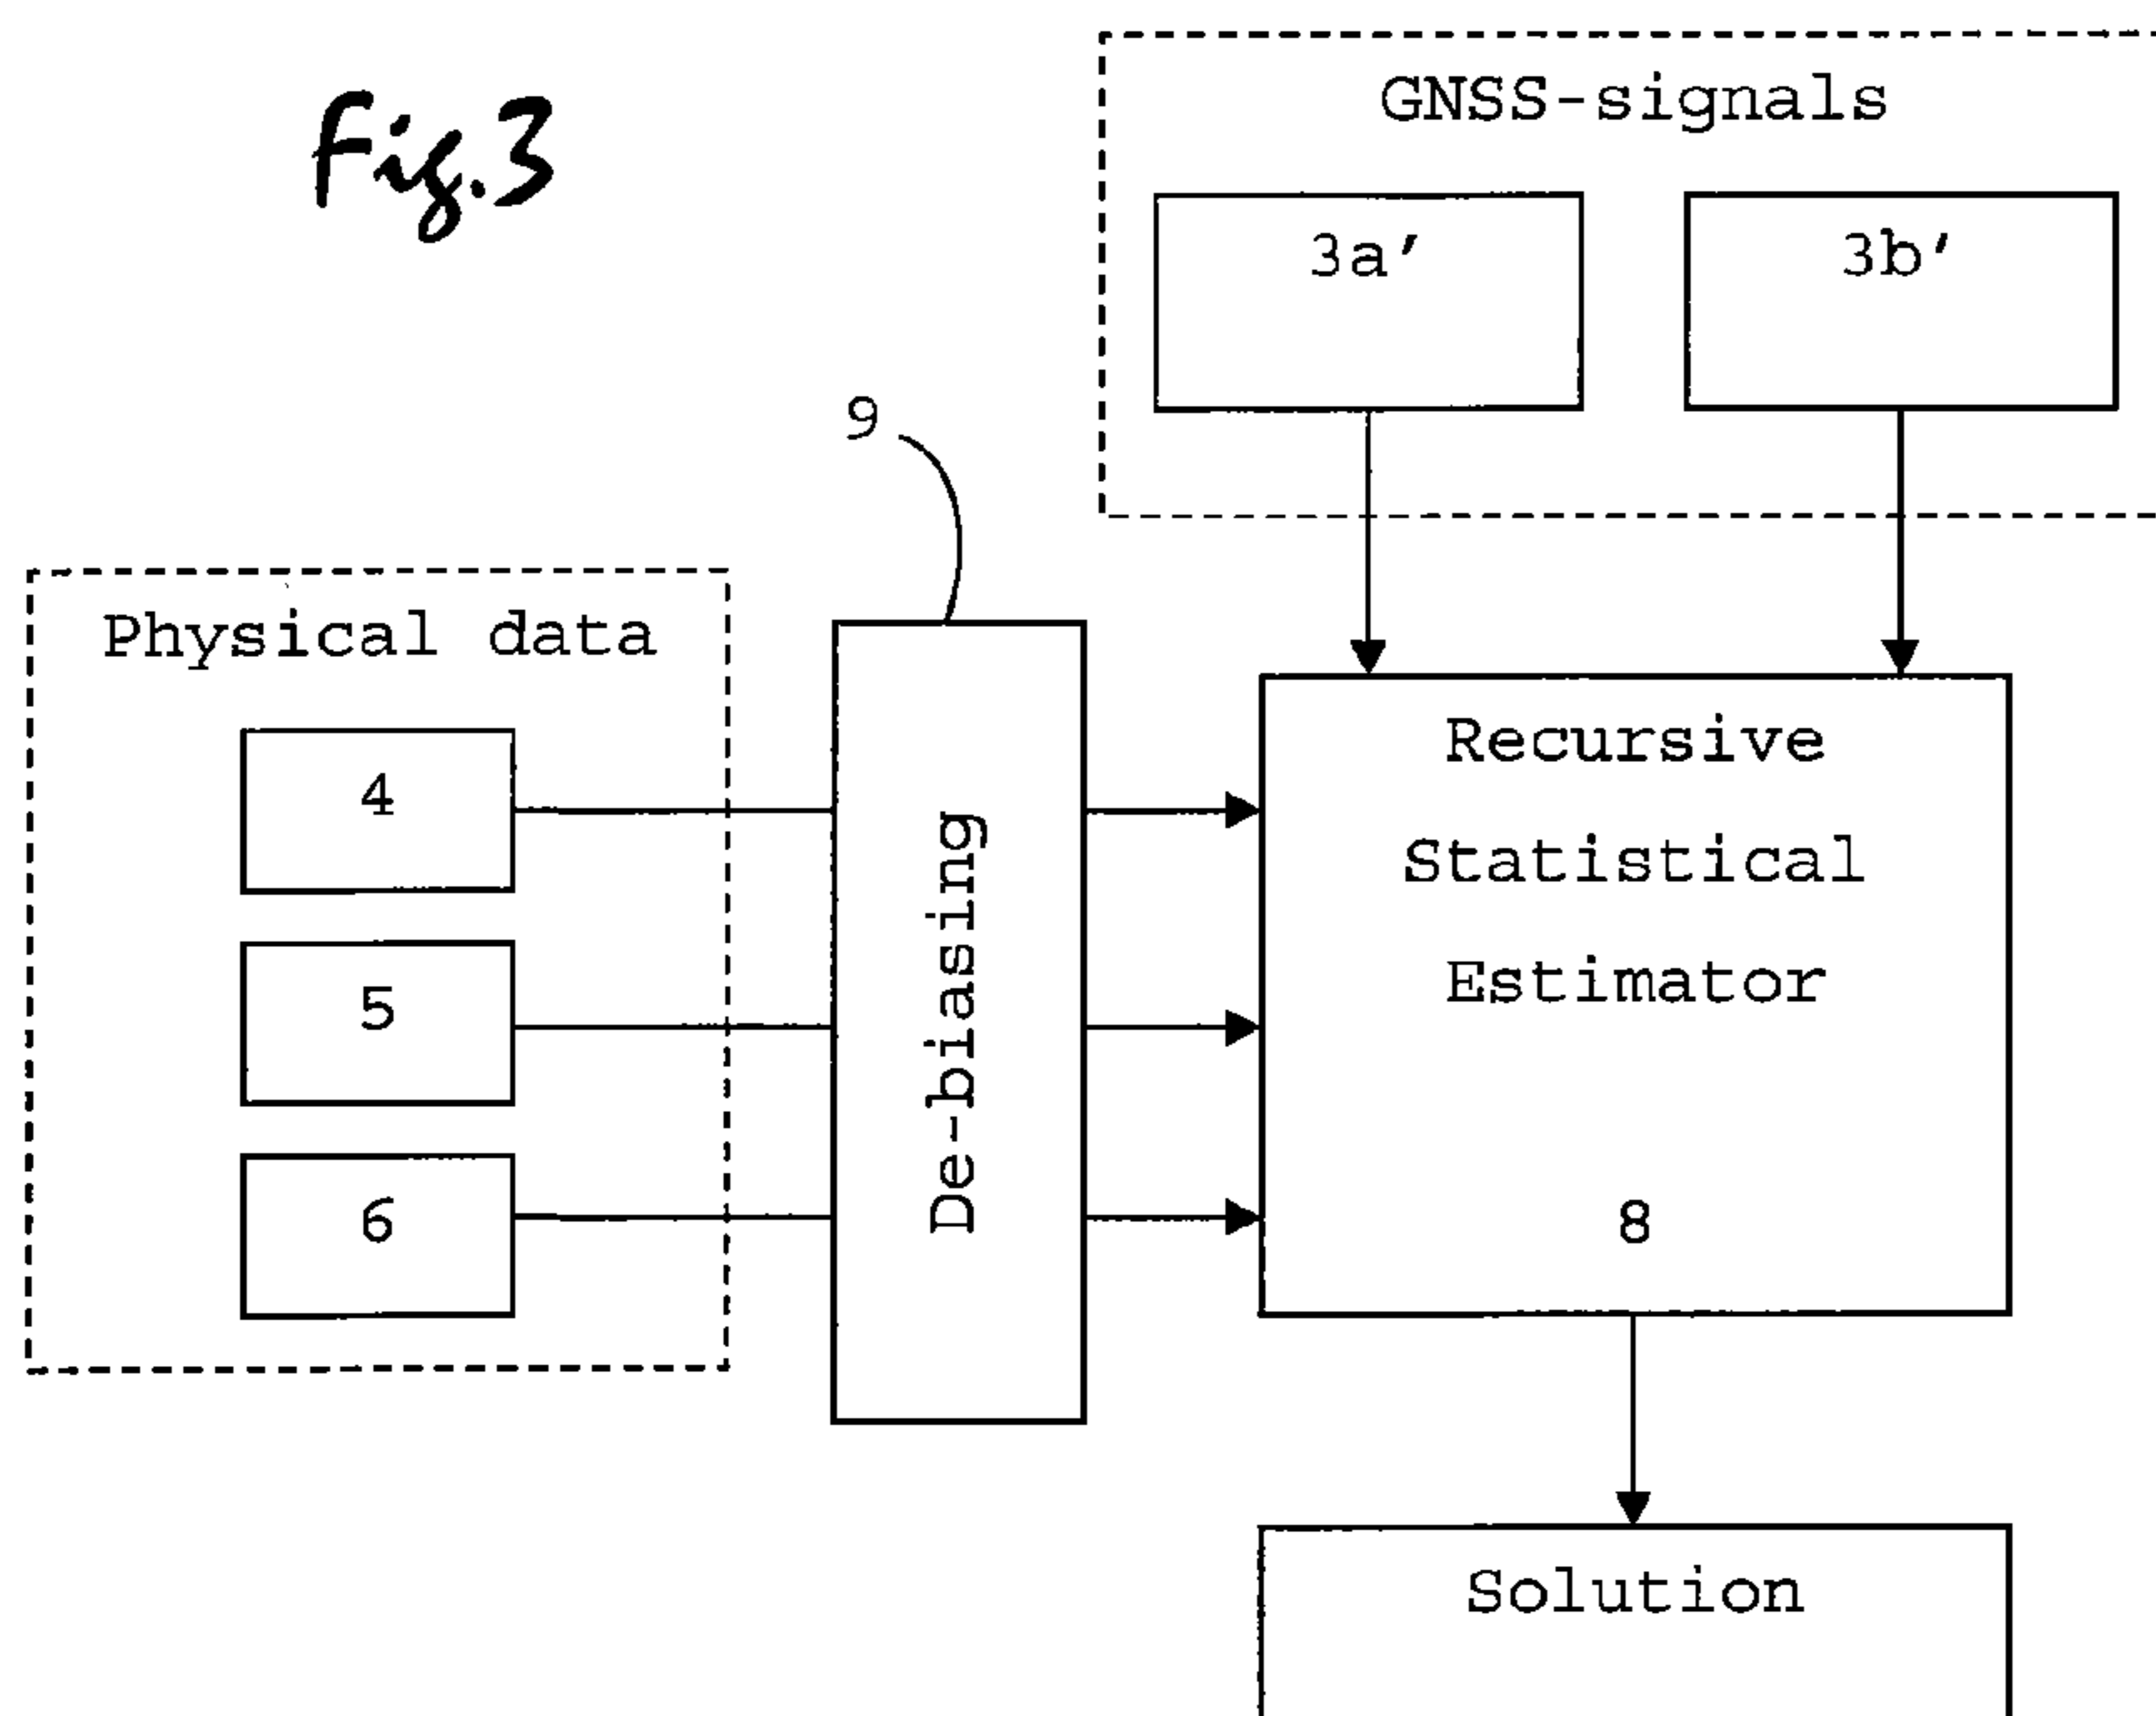 Fig.3
GNSS-signals
3a'
3b'
9
Physical data
4
5
6
De-biasing
Recursive
Statistical
Estimator
8
Solution